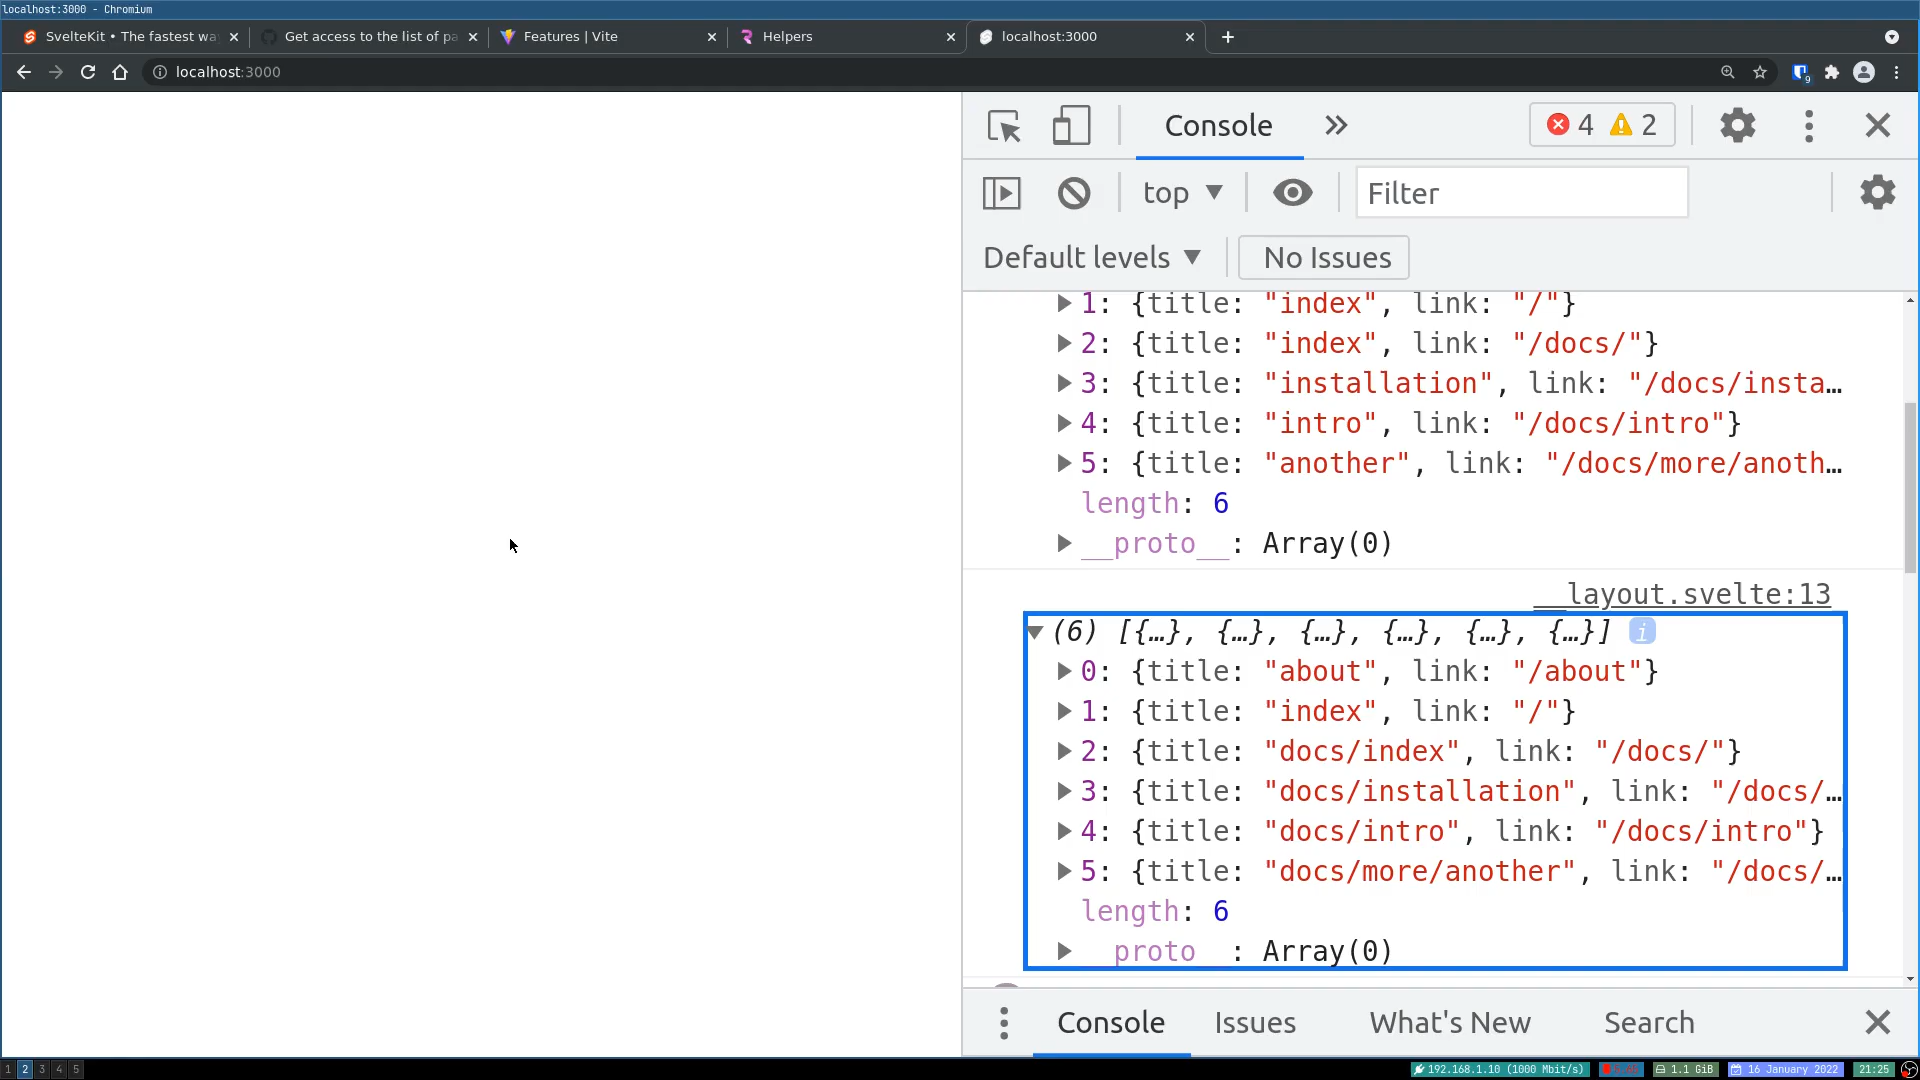 localhost:3000 - Chromium
SvelteKit • The fastest wa
Get access to the list of pa
Features | Vite
Helpers
localhost:3000
localhost:3000
9
Console
4 2
top
Filter
Default levels
No Issues
1: {title: "index", link: "/"}
2: {title: "index", link: "/docs/"}
3: {title: "installation", link: "/docs/insta…
4: {title: "intro", link: "/docs/intro"}
5: {title: "another", link: "/docs/more/anoth…
length: 6
__proto__: Array(0)
__layout.svelte:13
(6) [{…}, {…}, {…}, {…}, {…}, {…}] i
0: {title: "about", link: "/about"}
1: {title: "index", link: "/"}
2: {title: "docs/index", link: "/docs/"}
3: {title: "docs/installation", link: "/docs/…
4: {title: "docs/intro", link: "/docs/intro"}
5: {title: "docs/more/another", link: "/docs/…
length: 6
__proto__: Array(0)
Console Issues What's New Search
1 2 3 4 5
192.168.1.10 (1000 Mbit/s)
1.1 GiB
16 January 2022
21:25